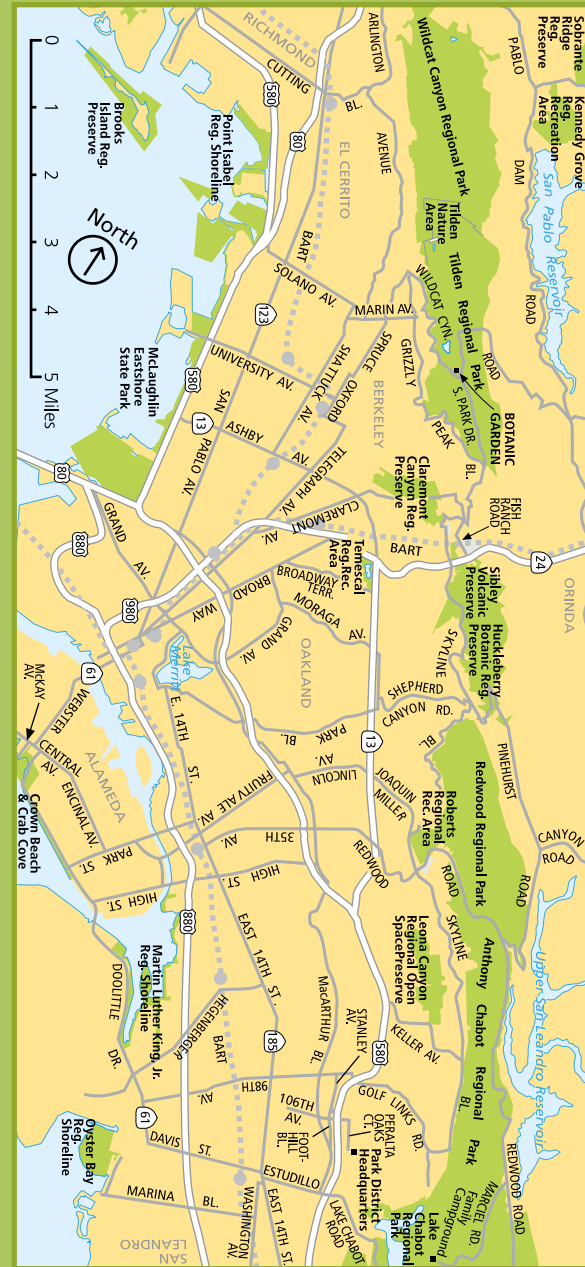 Sobrante
Ridge
Reg.
Preserve
Kennedy Grove
Reg.
Recreation
Area
RICHMOND
ARLINGTON
PABLO
CUTTING
BL.
AVENUE
Wildcat Canyon Regional Park
DAM
ROAD
San Pablo Reservoir
0
1
2
3
4
5 Miles
North
Brooks
Island Reg.
Preserve
Point Isabel
Reg. Shoreline
580
80
EL CERRITO
BART
Tilden
Nature
Area
Tilden Regional Park
SOLANO AV.
MARIN AV.
WILDCAT CYN.
ROAD
123
SPRUCE
GRIZZLY
PEAK
BL.
S. PARK DR.
BOTANIC
GARDEN
McLaughlin
Eastshore
State Park
580
UNIVERSITY AV.
SHATTUCK AV.
OXFORD
BERKELEY
13
SAN
PABLO AV.
ASHBY
AV.
TELEGRAPH AV.
Claremont
Canyon Reg.
Preserve
FISH
RANCH
ROAD
CLAREMONT
AV.
BART
24
ORINDA
80
880
GRAND
AV.
980
Temescal
Reg.Rec.
Area
BROADWAY
TERR.
BROAD
WAY
MORAGA
AV.
GRAND AV.
OAKLAND
Sibley
Volcanic
Preserve
Huckleberry
Botanic Reg.
Preserve
SKYLINE
BL.
SHEPHERD
CANYON RD.
PINEHURST
ROAD
Lake
Merritt
61
McKAY
AV.
WEBSTER
E. 14TH
ST.
PARK
BL.
13
LINCOLN
AV.
JOAQUIN
MILLER
Roberts
Regional
Rec. Area
Redwood Regional Park
CANYON
ROAD
ALAMEDA
CENTRAL
AV.
ENCINAL AV.
FRUITVALE AV.
35TH
AV.
REDWOOD
ROAD
Crown Beach
& Crab Cove
PARK
ST.
HIGH ST.
HIGH ST.
880
EAST 14TH ST.
SKYLINE
BL.
Leona Canyon
Regional Open
SpacePreserve
Anthony Chabot Regional Park
Upper San Leandro Reservoir
Martin Luther King, Jr.
Reg. Shoreline
DOOLITTLE
DR.
HEGENBERGER
BART
MacARTHUR
BL.
STANLEY
AV.
580
KELLER AV.
185
98TH
AV.
106TH
AV.
FOOT-
HILL
BL.
GOLF LINKS RD.
PERALTA
OAKS
CT.
Park District
Headquarters
REDWOOD ROAD
61
DAVIS
ST.
ESTUDILLO
Oyster Bay
Reg.
Shoreline
MARINA
BL.
WASHINGTON
AV.
EAST 14TH
ST.
LAKE CHABOT
ROAD
Lake
Chabot
Regional
Park
MARCIEL RD.
Family
Campground
SAN
LEANDRO